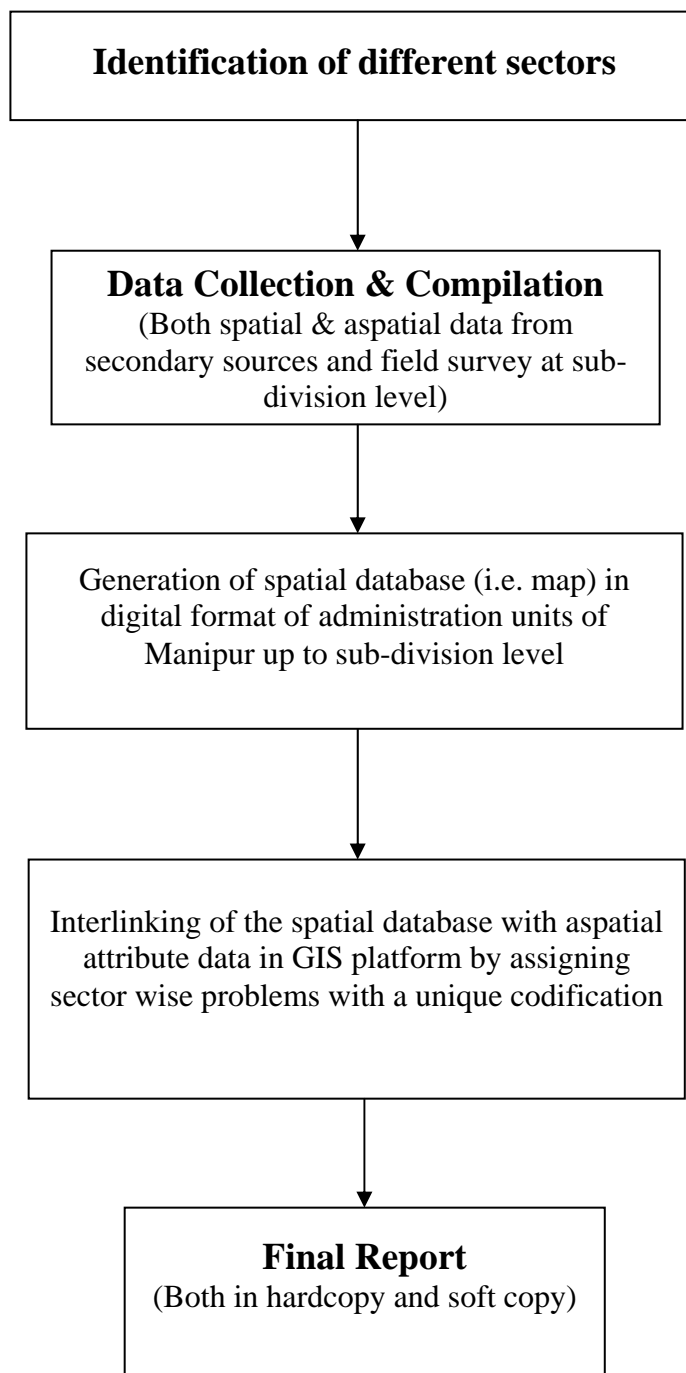 Identification of different sectors
Data Collection & Compilation
(Both spatial & aspatial data from
secondary sources and field survey at sub-
division level)
Generation of spatial database (i.e. map) in
digital format of administration units of
Manipur up to sub-division level
Interlinking of the spatial database with aspatial
attribute data in GIS platform by assigning
sector wise problems with a unique codification
Final Report
(Both in hardcopy and soft copy)